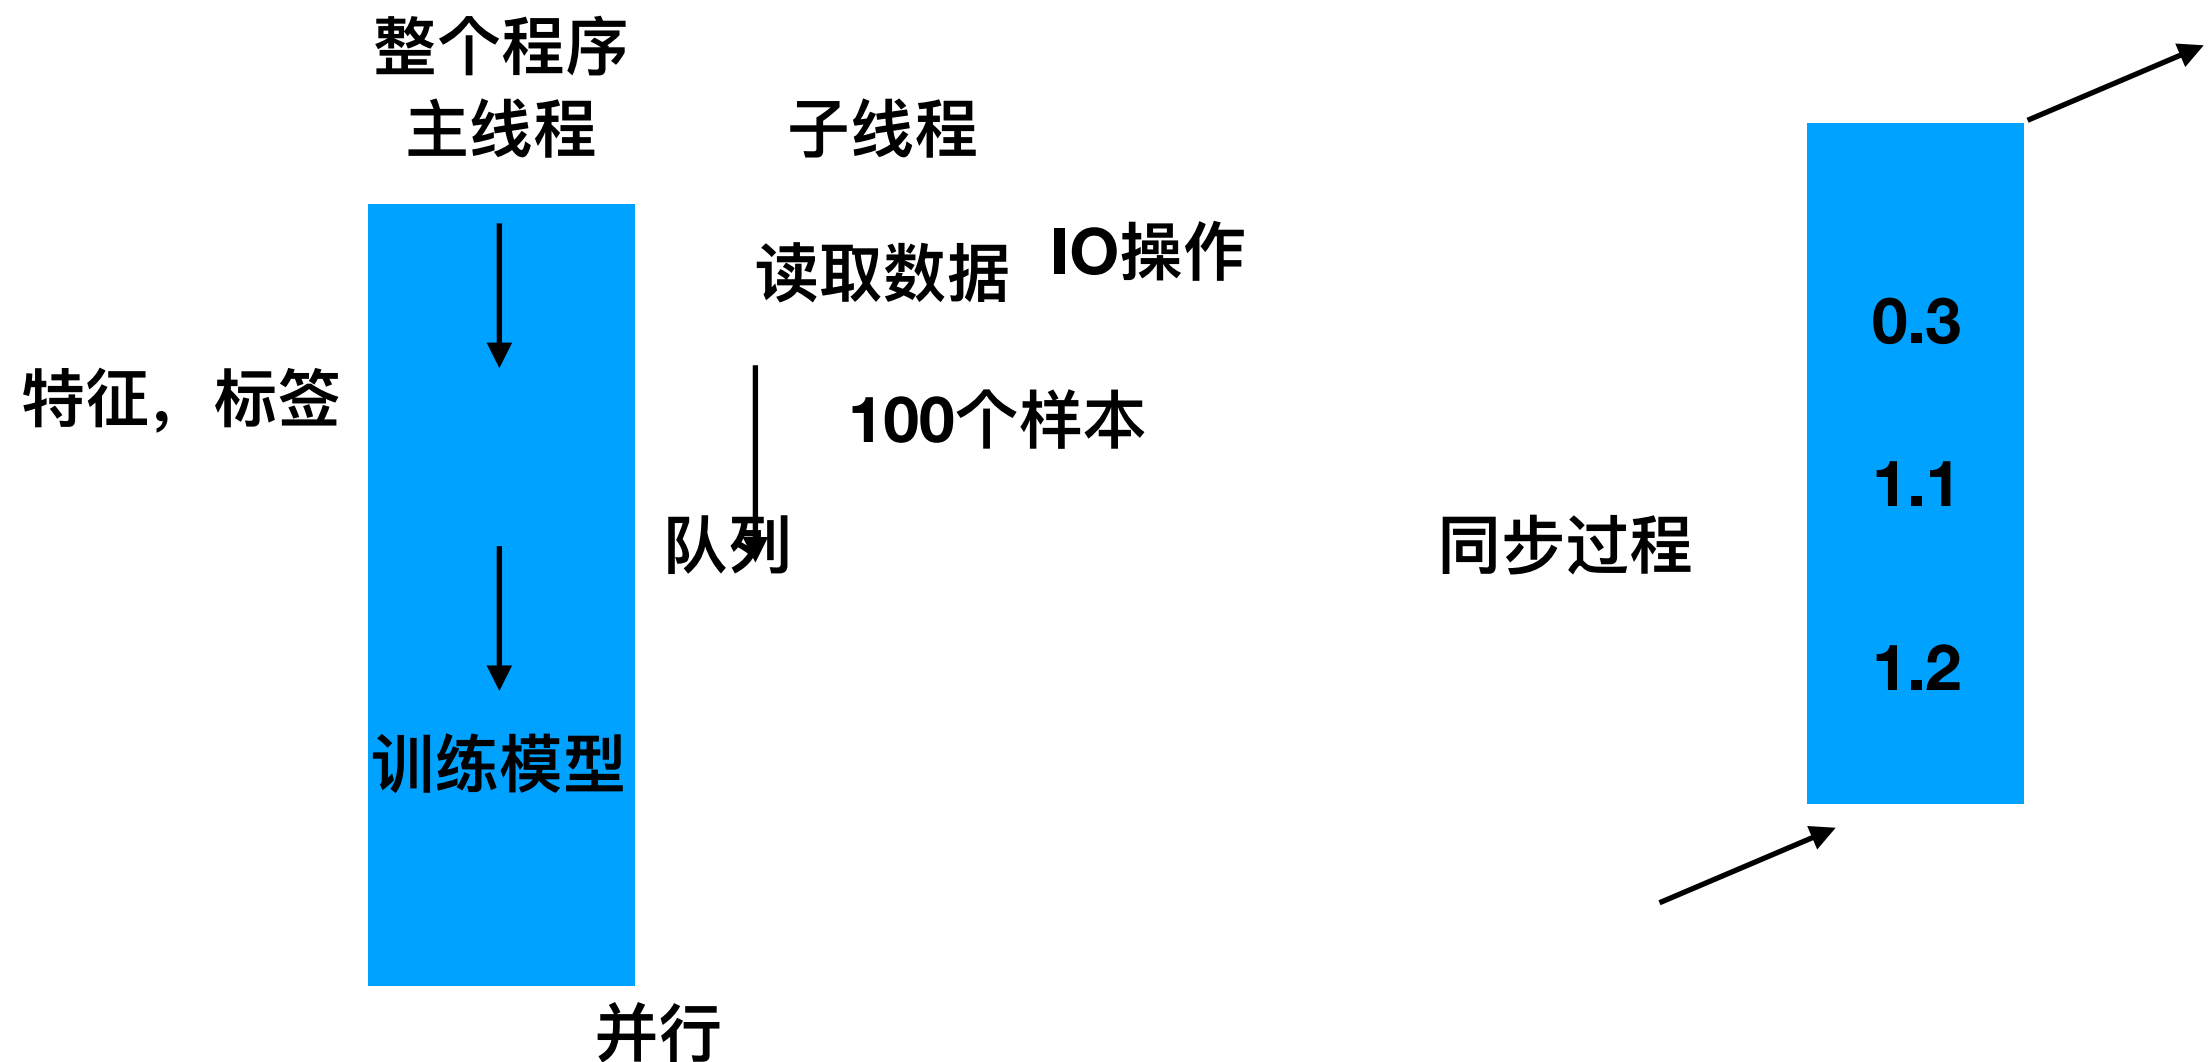 整个程序
主线程
子线程
读取数据
IO操作
特征，标签
100个样本
队列
训练模型
并行
同步过程
0.3
1.1
1.2